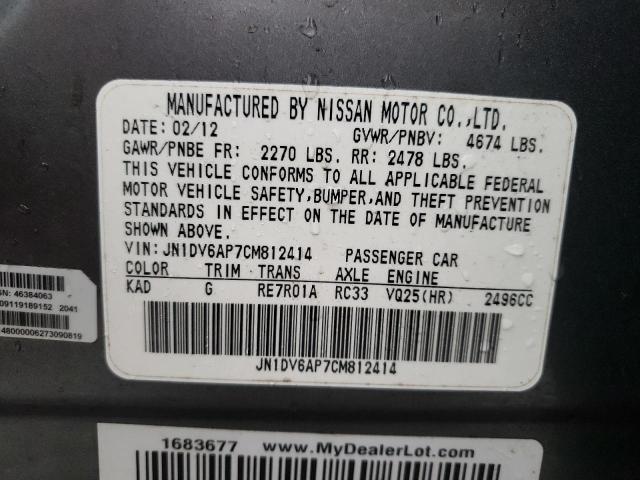 MANUFACTURED BY NISSAN MOTOR CO.,LTD.
DATE: 02/12 GVWR/PNBV: 4674 LBS.
GAWR/PNBE FR: 2270 LBS. RR: 2478 LBS.
THIS VEHICLE CONFORMS TO ALL APPLICABLE FEDERAL
MOTOR VEHICLE SAFETY,BUMPER,AND THEFT PREVENTION
STANDARDS IN EFFECT ON THE DATE OF MANUFACTURE
SHOWN ABOVE.
VIN: JN1DV6AP7CM812414 PASSENGER CAR
COLOR TRIM TRANS AXLE ENGINE
KAD G RE7R01A RC33 VQ25(HR) 2496CC
JN1DV6AP7CM812414
SN: 46384063
09119189152 2041
48000006273090819
1683677 www.MyDealerLot.com